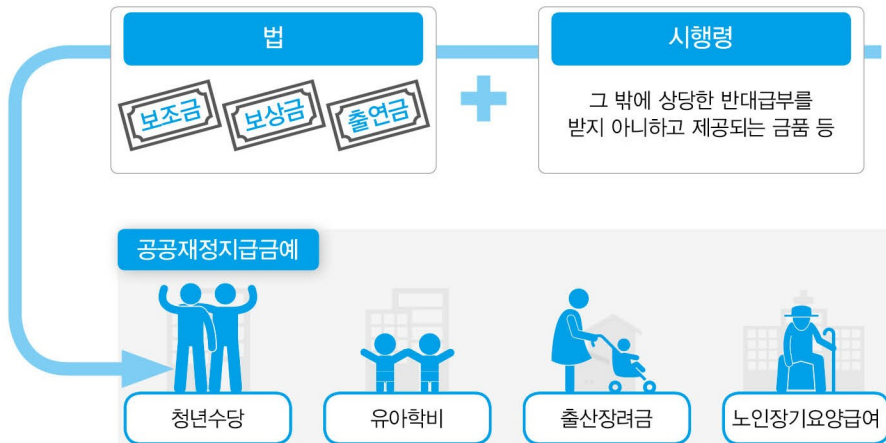 법
보조금
보상금
출연금
시행령
그 밖에 상당한 반대급부를
받지 아니하고 제공되는 금품 등
공공재정지급금예
청년수당
유아학비
출산장려금
노인장기요양급여